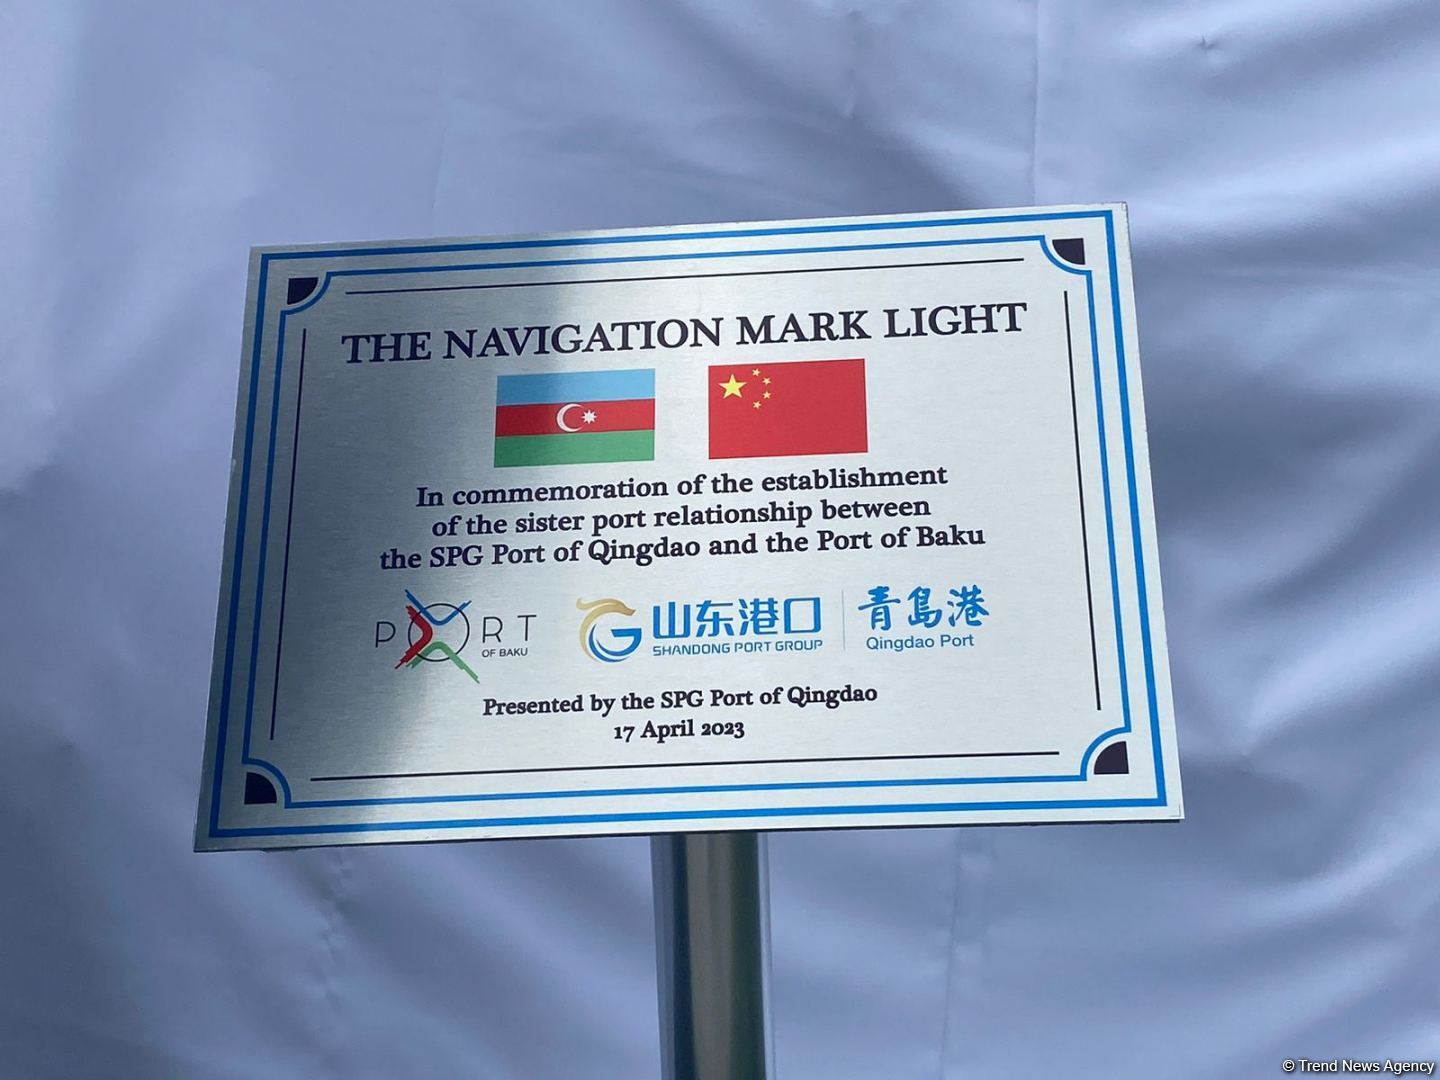 THE NAVIGATION MARK LIGHT
In commemoration of the establishment
of the sister port relationship between
the SPG Port of Qingdao and the Port of Baku
PORT
OF BAKU
山东港口
SHANDONG PORT GROUP
青島港
Qingdao Port
Presented by the SPG Port of Qingdao
17 April 2023
© Trend News Agency